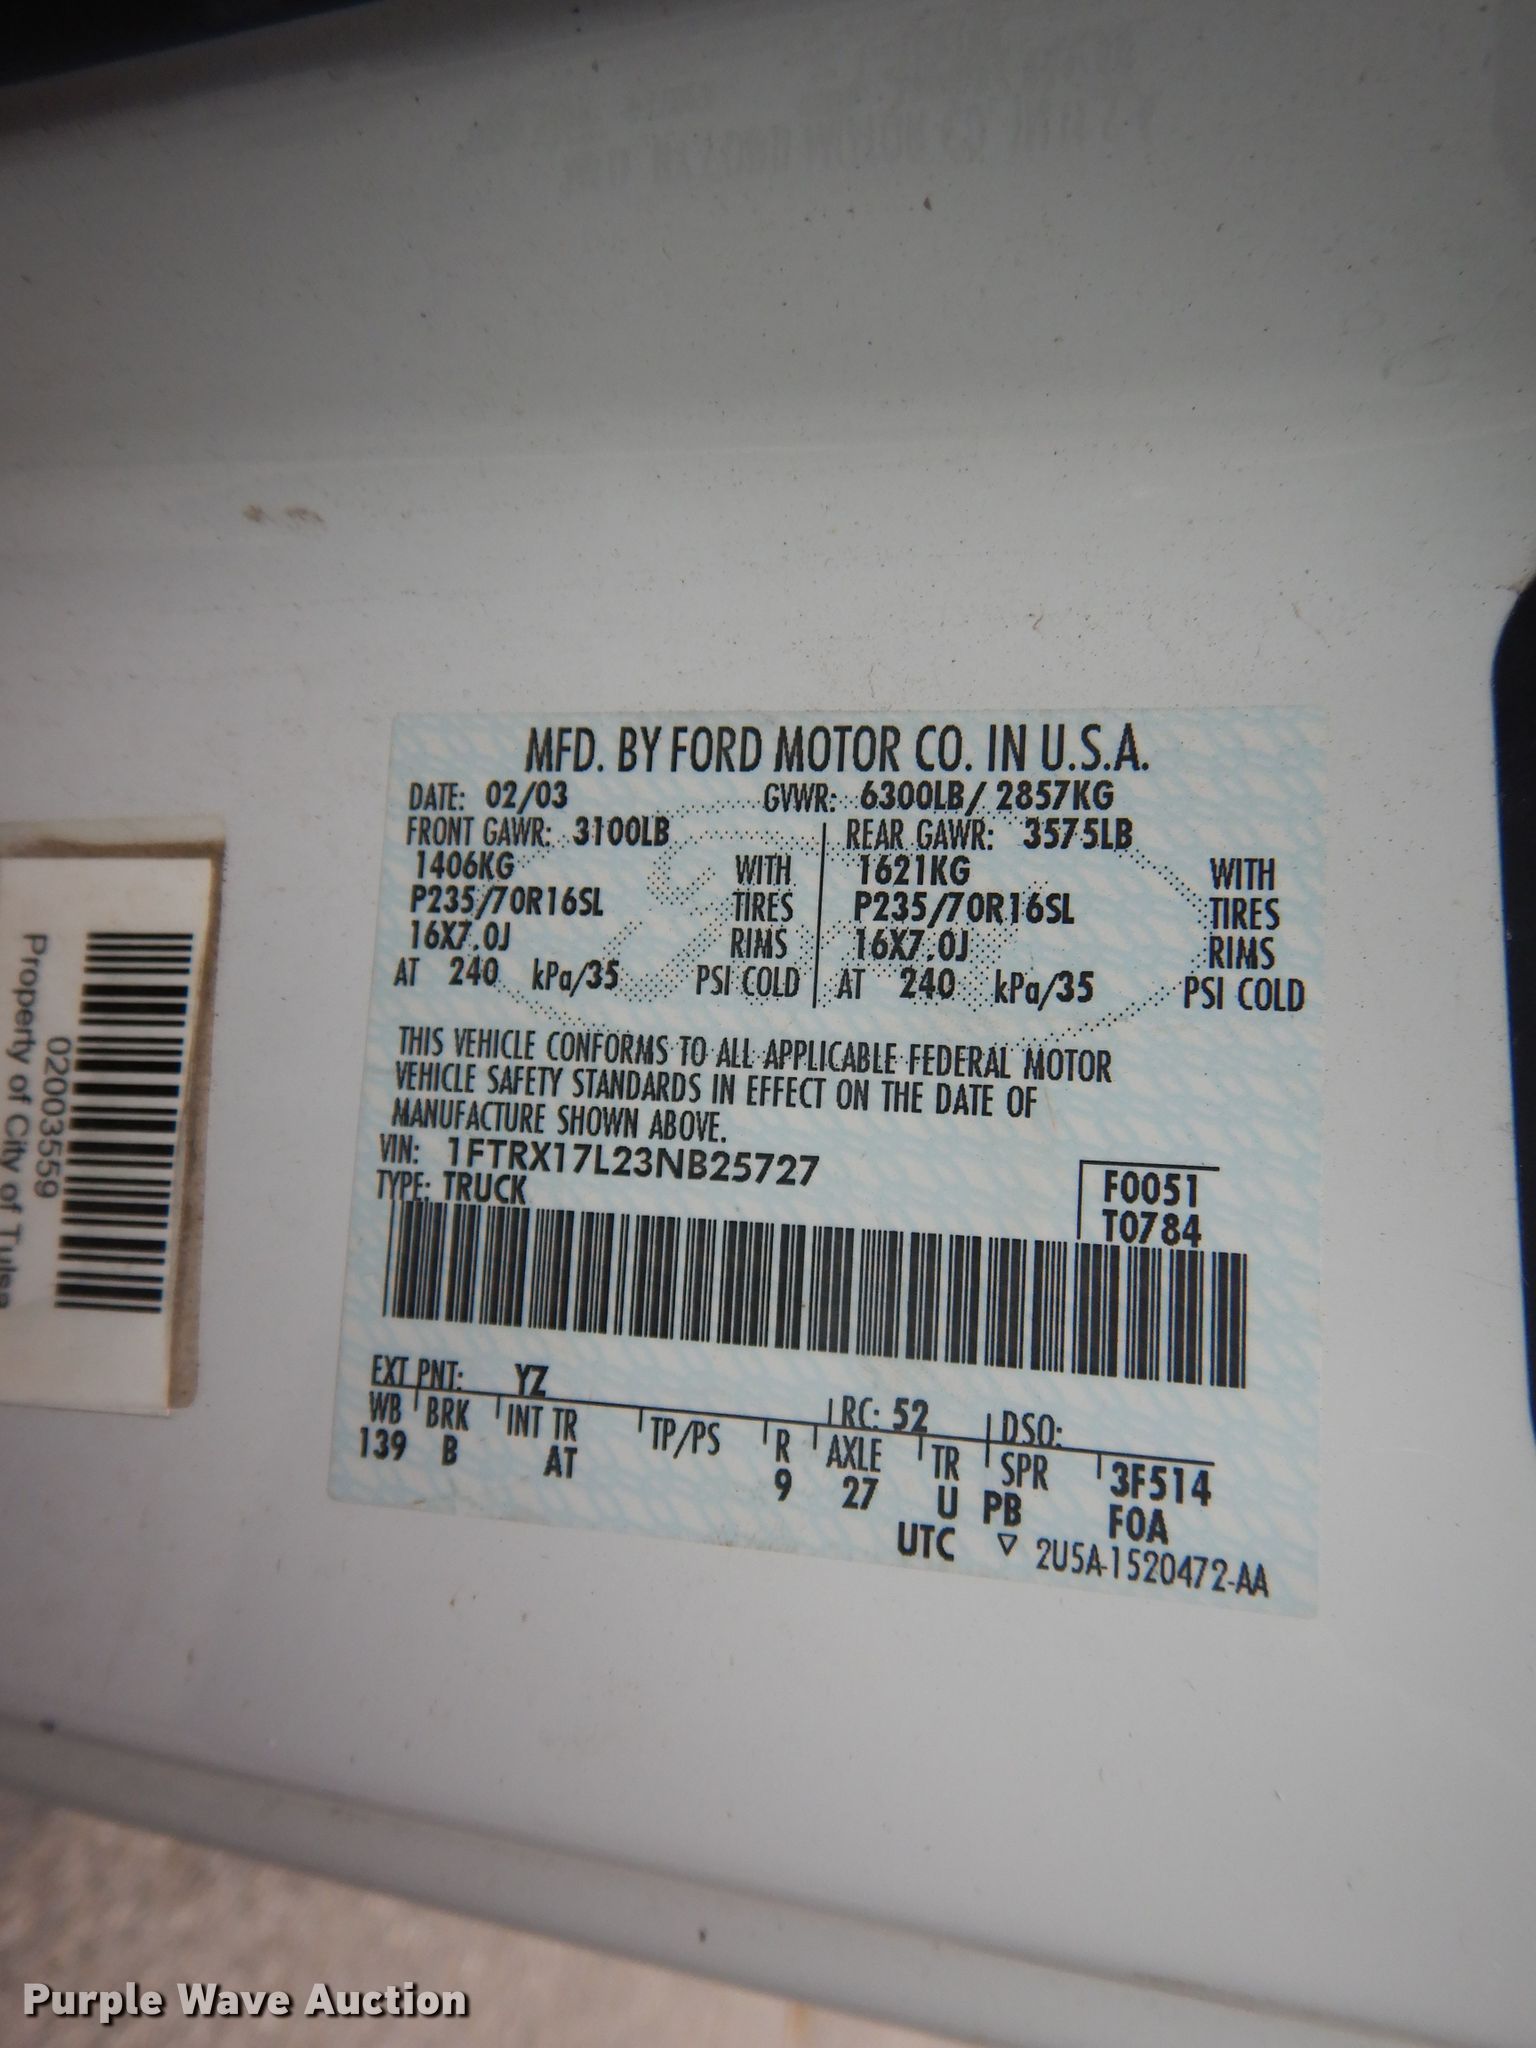 MFD. BY FORD MOTOR CO. IN U.S.A.
DATE: 02/03 GVWR: 6300LB/ 2857KG
FRONT GAWR: 3100LB REAR GAWR: 3575LB
1406KG WITH 1621KG WITH
P235/70R16SL TIRES P235/70R16SL TIRES
16X7.0J RIMS 16X7.0J RIMS
AT 240 kPa/35 PSI COLD AT 240 kPa/35 PSI COLD
THIS VEHICLE CONFORMS TO ALL APPLICABLE FEDERAL MOTOR
VEHICLE SAFETY STANDARDS IN EFFECT ON THE DATE OF
MANUFACTURE SHOWN ABOVE.
VIN: 1FTRX17L23NB25727 F0051
TYPE: TRUCK T0784
EXT PNT: YZ RC: 52 DSO:
WB BRK INT TR TP/PS R AXLE TR SPR 3F514
139 B AT 9 27 U PB F0A
UTC ▽ 2U5A-1520472-AA
02003559
Property of City of Tulsa
Purple Wave Auction